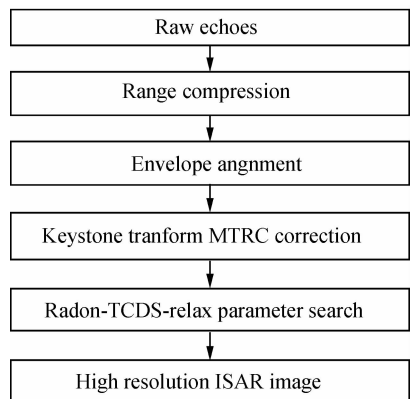 Raw echoes
Range compression
Envelope angnment
Keystone tranform MTRC correction
Radon-TCDS-relax parameter search
High resolution ISAR image